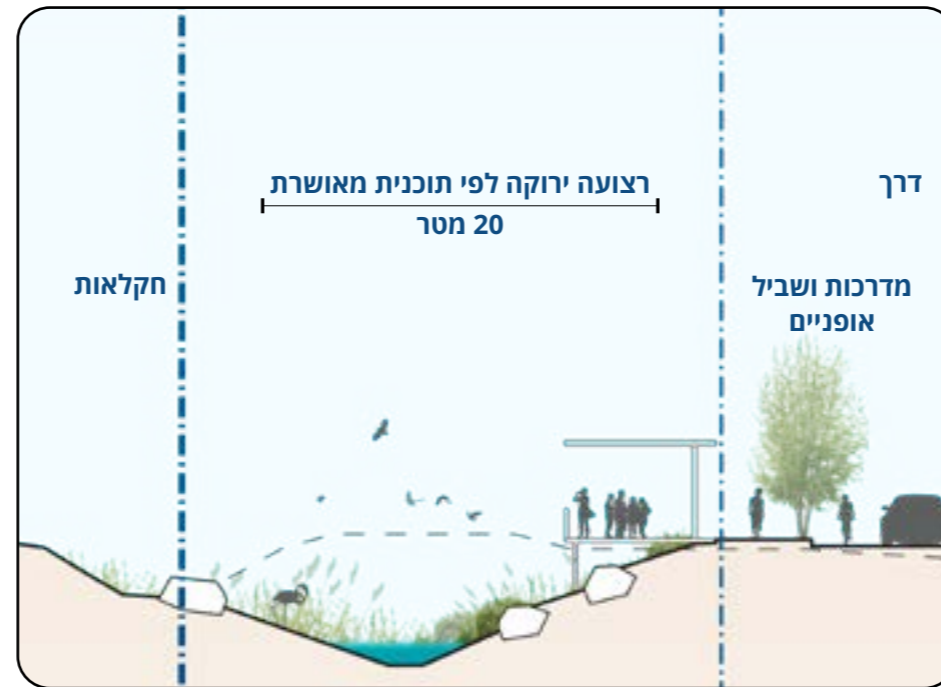 רצועה ירוקה לפי תוכנית מאושרת
20 מטר
דרך
חקלאות
מדרכות ושביל
אופניים